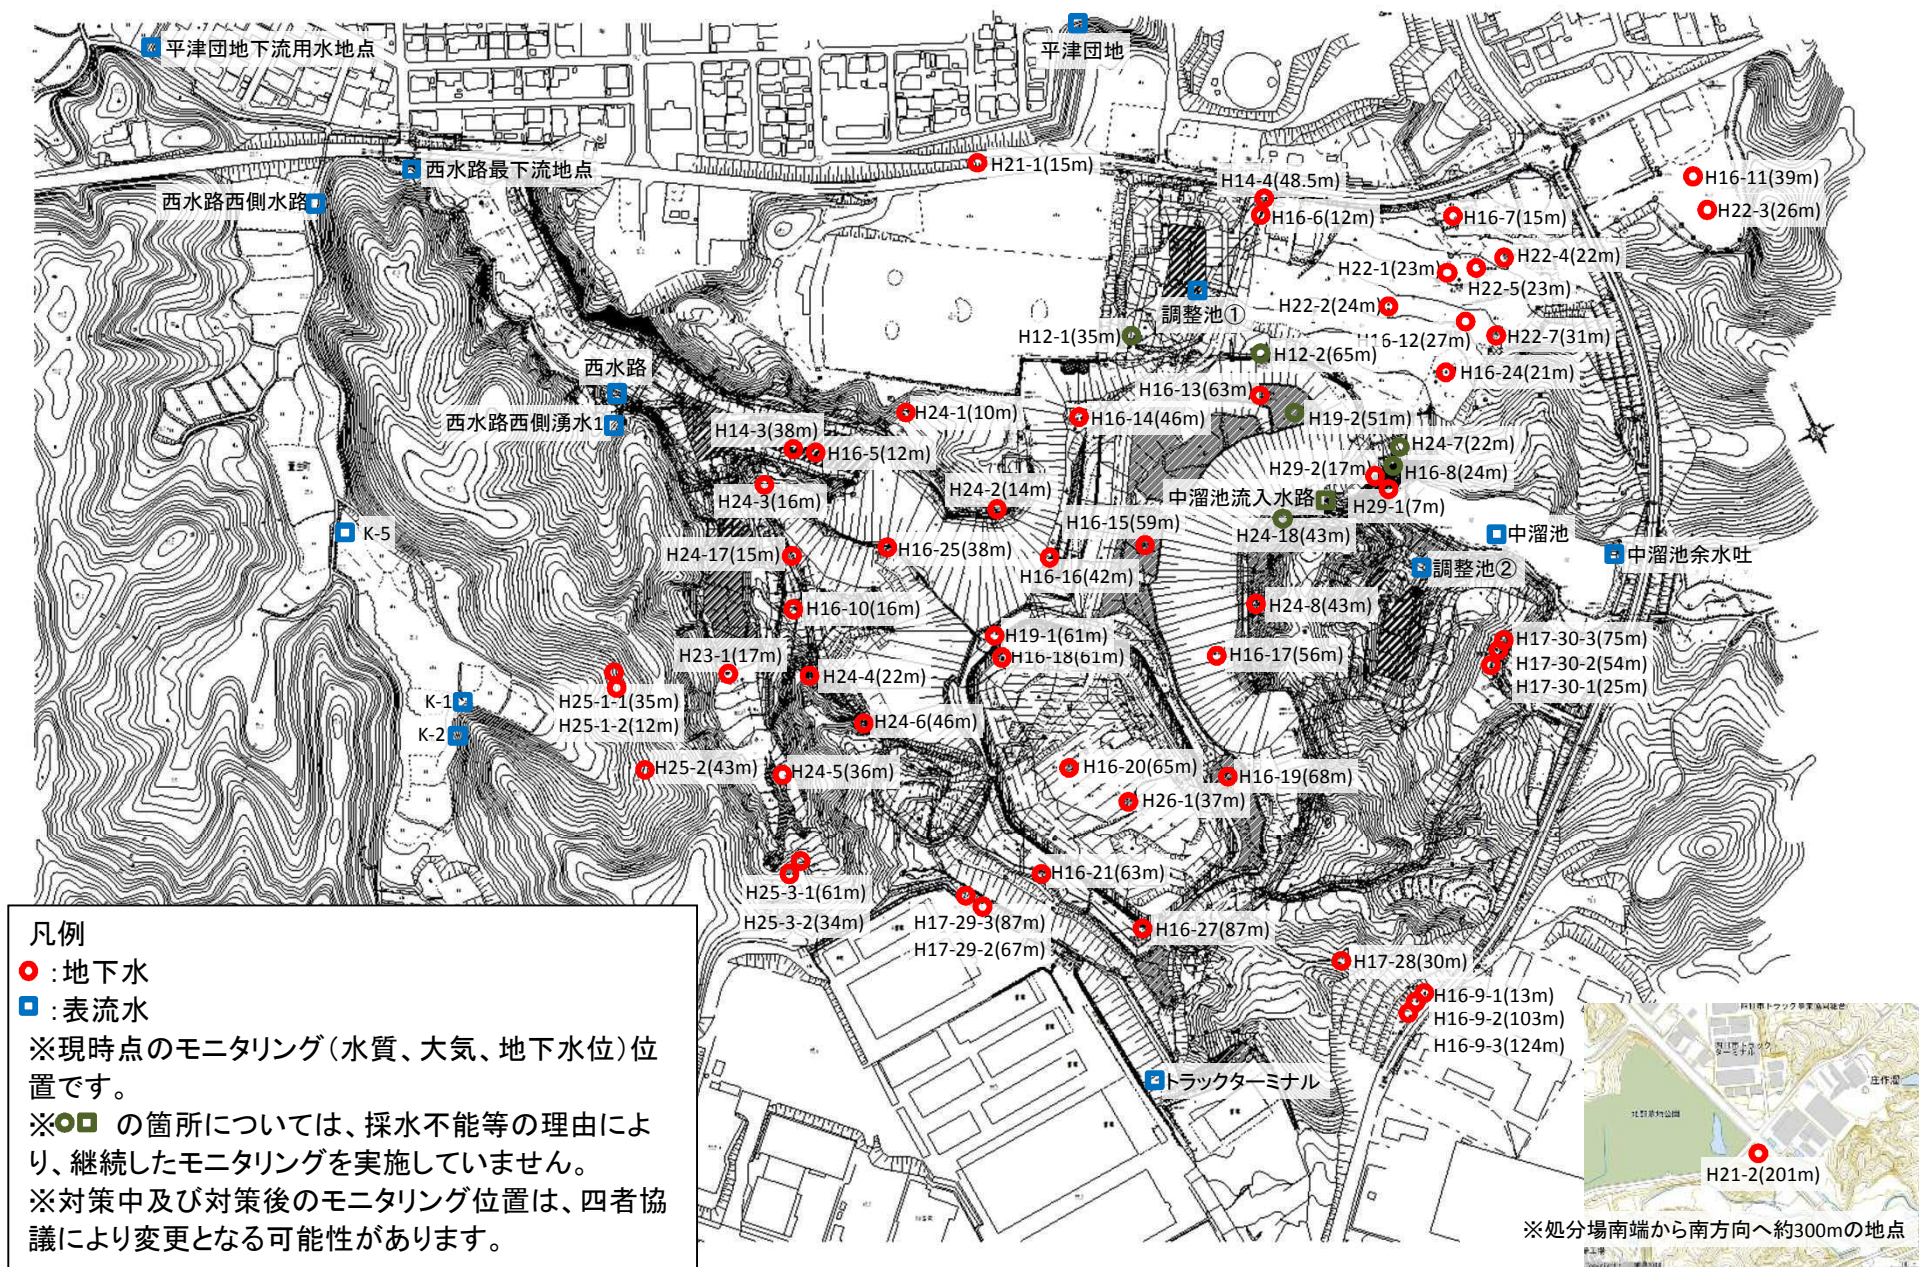 平津団地下流用水地点
平津団地
西水路最下流地点
西水路西側水路
H21-1(15m)
H14-4(48.5m)
H16-6(12m)
H16-7(15m)
H16-11(39m)
H22-3(26m)
H22-4(22m)
H22-1(23m)
H22-5(23m)
H22-2(24m)
調整池①
H12-1(35m)
H12-2(65m)
H16-12(27m)
H22-7(31m)
H16-24(21m)
西水路
H16-13(63m)
西水路西側湧水1
H24-1(10m)
H16-14(46m)
H19-2(51m)
H14-3(38m)
H16-5(12m)
H24-7(22m)
H29-2(17m)
H16-8(24m)
H24-3(16m)
H24-2(14m)
中溜池流入水路
H29-1(7m)
H16-15(59m)
H24-18(43m)
K-5
中溜池
H24-17(15m)
H16-25(38m)
H16-16(42m)
調整池②
中溜池余水吐
H16-10(16m)
H24-8(43m)
H19-1(61m)
H16-18(61m)
H16-17(56m)
H17-30-3(75m)
H17-30-2(54m)
H17-30-1(25m)
H23-1(17m)
H24-4(22m)
H25-1-1(35m)
H25-1-2(12m)
K-1
K-2
H24-6(46m)
H25-2(43m)
H24-5(36m)
H16-20(65m)
H16-19(68m)
H26-1(37m)
H25-3-1(61m)
H25-3-2(34m)
H16-21(63m)
H17-29-3(87m)
H17-29-2(67m)
H16-27(87m)
H17-28(30m)
H16-9-1(13m)
H16-9-2(103m)
H16-9-3(124m)
トラックターミナル
凡例
:地下水
:表流水
※現時点のモニタリング(水質、大気、地下水位)位
置です。
※ の箇所については、採水不能等の理由によ
り、継続したモニタリングを実施していません。
※対策中及び対策後のモニタリング位置は、四者協
議により変更となる可能性があります。
四日市トラック
ターミナル
庄作溜
H21-2(201m)
※処分場南端から南方向へ約300mの地点